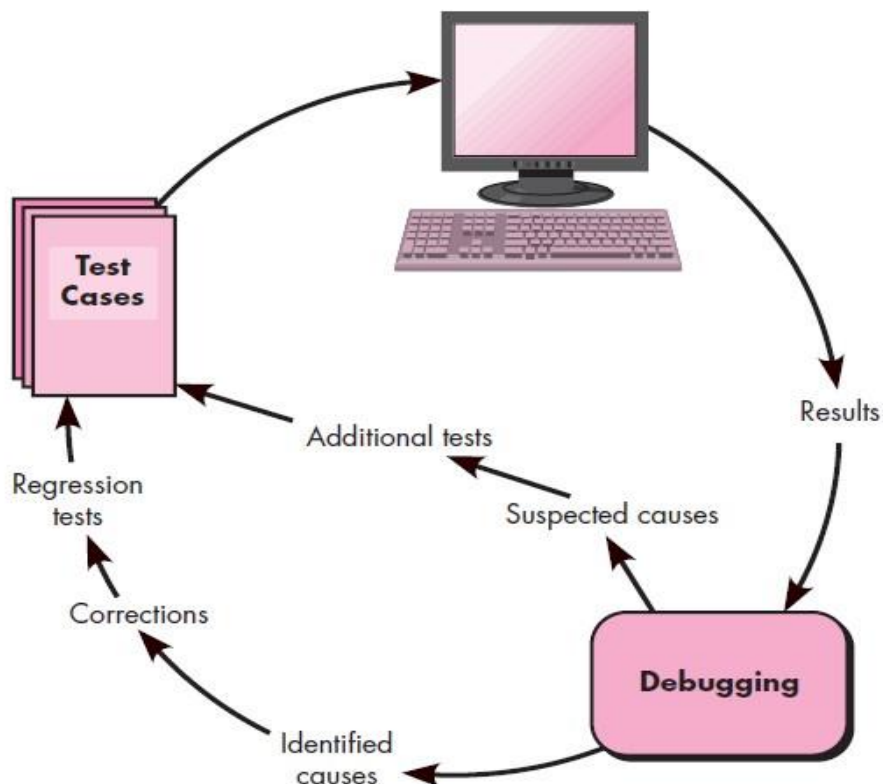 Test
Cases
Results
Additional tests
Regression
tests
Suspected causes
Corrections
Debugging
Identified
causes